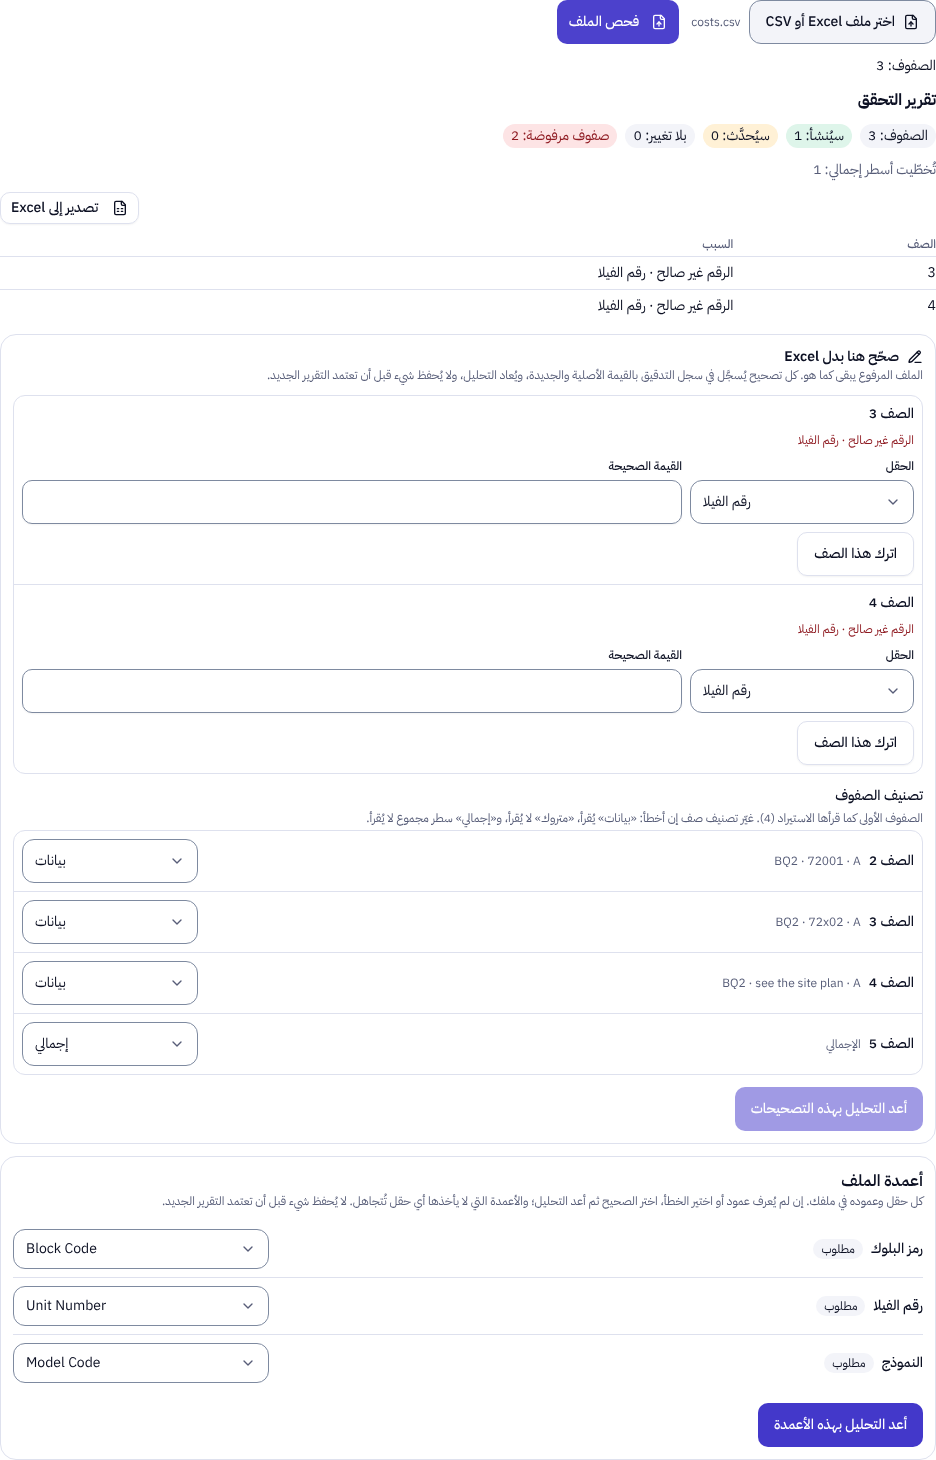 اختر ملف Excel أو CSV
costs.csv
فحص الملف
الصفوف: 3
تقرير التحقق
الصفوف: 3
سيُنشأ: 1
سيُحدَّث: 0
بلا تغيير: 0
صفوف مرفوضة: 2
تُخطّيت أسطر إجمالي: 1
تصدير إلى Excel
الصف السبب
3 الرقم غير صالح · رقم الفيلا
4 الرقم غير صالح · رقم الفيلا
صحّح هنا بدل Excel
الملف المرفوع يبقى كما هو. كل تصحيح يُسجَّل في سجل التدقيق بالقيمة الأصلية والجديدة، ويُعاد التحليل، ولا يُحفظ شيء قبل أن تعتمد التقرير الجديد.
الصف 3
الرقم غير صالح · رقم الفيلا
الحقل القيمة الصحيحة
رقم الفيلا
اترك هذا الصف
الصف 4
الرقم غير صالح · رقم الفيلا
الحقل القيمة الصحيحة
رقم الفيلا
اترك هذا الصف
تصنيف الصفوف
الصفوف الأولى كما قرأها الاستيراد (4). غيّر تصنيف صف إن أخطأ: «بيانات» يُقرأ، «متروك» لا يُقرأ، و«إجمالي» سطر مجموع لا يُقرأ.
الصف 2 BQ2 · 72001 · A بيانات
الصف 3 BQ2 · 72x02 · A بيانات
الصف 4 BQ2 · see the site plan · A بيانات
الصف 5 الإجمالي إجمالي
أعد التحليل بهذه التصحيحات
أعمدة الملف
كل حقل وعموده في ملفك. إن لم يُعرف عمود أو اختير الخطأ، اختر الصحيح ثم أعد التحليل؛ والأعمدة التي لا يأخذها أي حقل تُتجاهل. لا يُحفظ شيء قبل أن تعتمد التقرير الجديد.
رمز البلوك مطلوب Block Code
رقم الفيلا مطلوب Unit Number
النموذج مطلوب Model Code
أعد التحليل بهذه الأعمدة